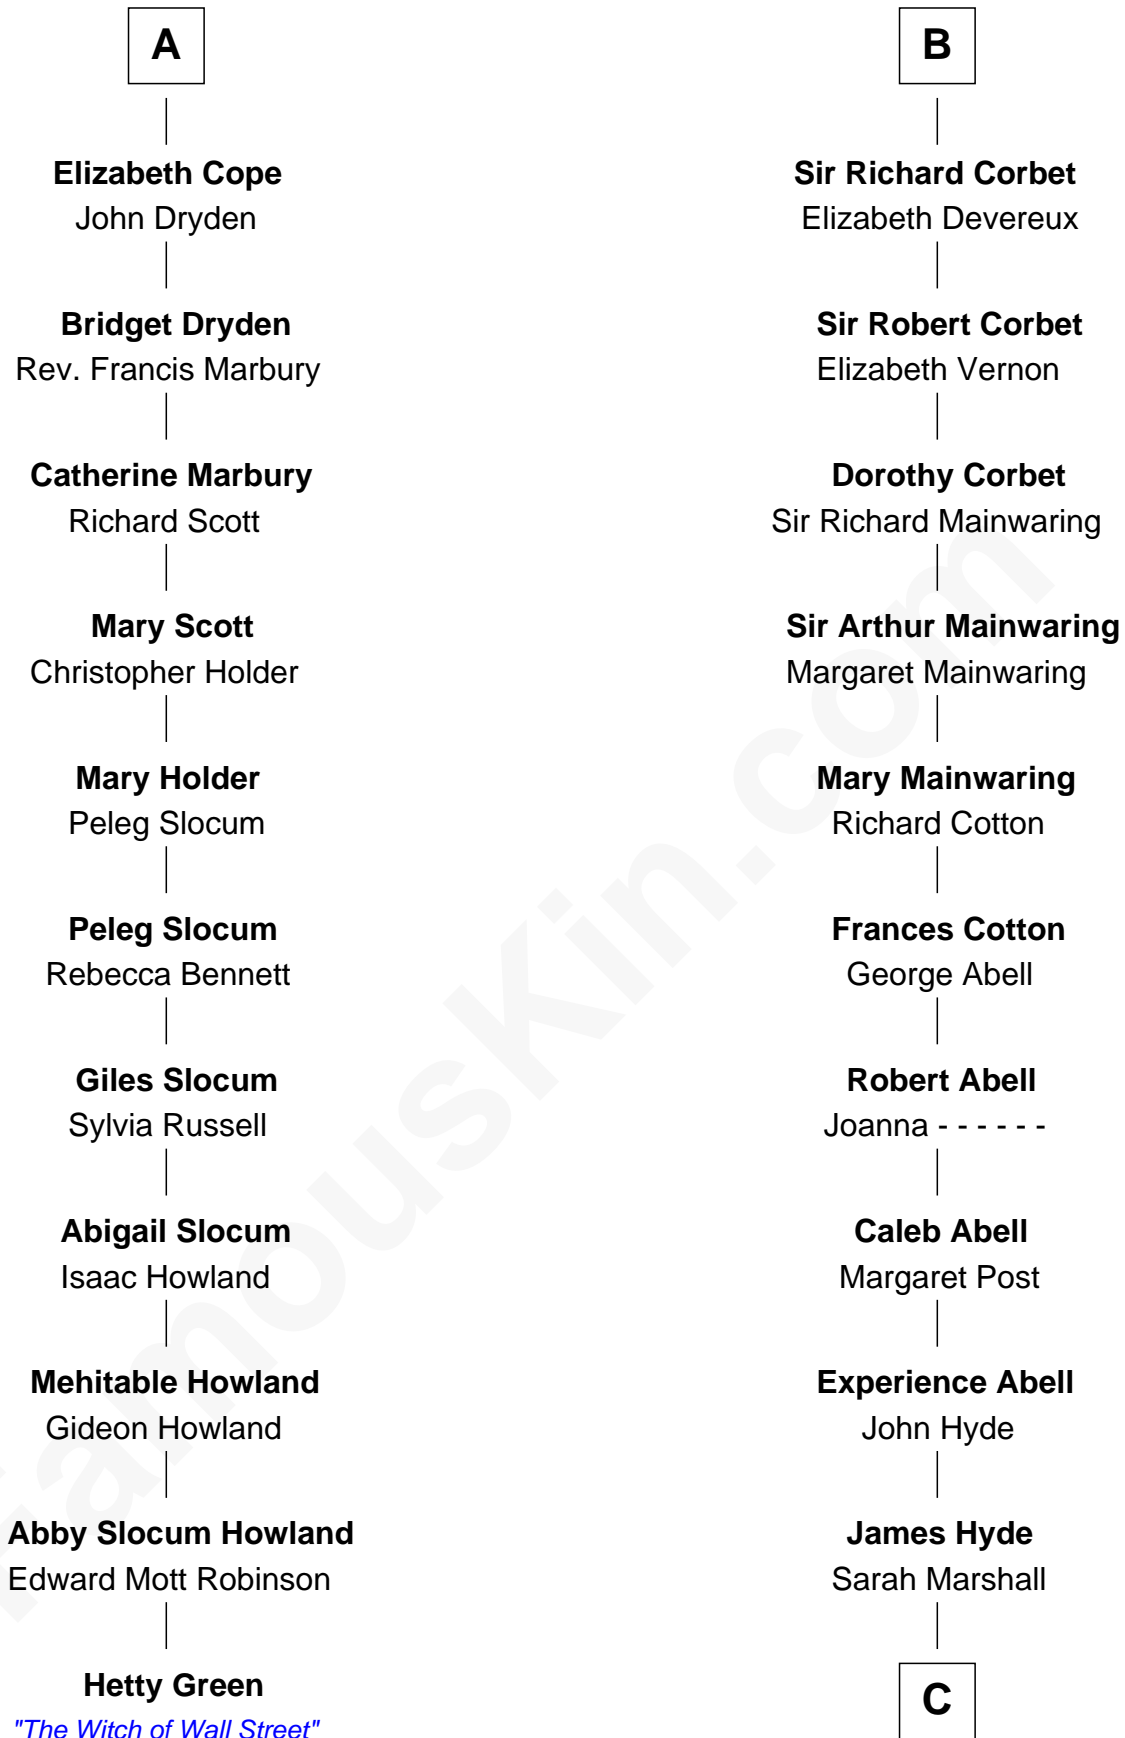 A
Elizabeth Cope
John Dryden
Bridget Dryden
Rev. Francis Marbury
Catherine Marbury
Richard Scott
Mary Scott
Christopher Holder
Mary Holder
Peleg Slocum
Peleg Slocum
Rebecca Bennett
Giles Slocum
Sylvia Russell
Abigail Slocum
Isaac Howland
Mehitable Howland
Gideon Howland
Abby Slocum Howland
Edward Mott Robinson
Hetty Green
"The Witch of Wall Street"
B
Sir Richard Corbet
Elizabeth Devereux
Sir Robert Corbet
Elizabeth Vernon
Dorothy Corbet
Sir Richard Mainwaring
Sir Arthur Mainwaring
Margaret Mainwaring
Mary Mainwaring
Richard Cotton
Frances Cotton
George Abell
Robert Abell
Joanna - - - - - -
Caleb Abell
Margaret Post
Experience Abell
John Hyde
James Hyde
Sarah Marshall
C
FamousKin.com